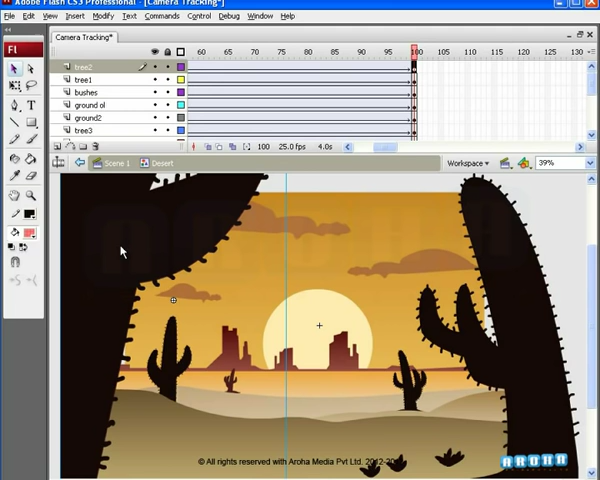 Adobe Flash CS3 Professional - [Camera Tracking*]
File Edit View Insert Modify Text Commands Control Debug Window Help
Camera Tracking*
60 65 70 75 80 85 90 95 100 105 110 115 120 125 130
Fl
tree2
tree1
bushes
ground ol
ground2
tree3
100 25.0 fps 4.0s
Scene 1 Desert Workspace 39%
© All rights reserved with Aroha Media Pvt Ltd.
AROHA